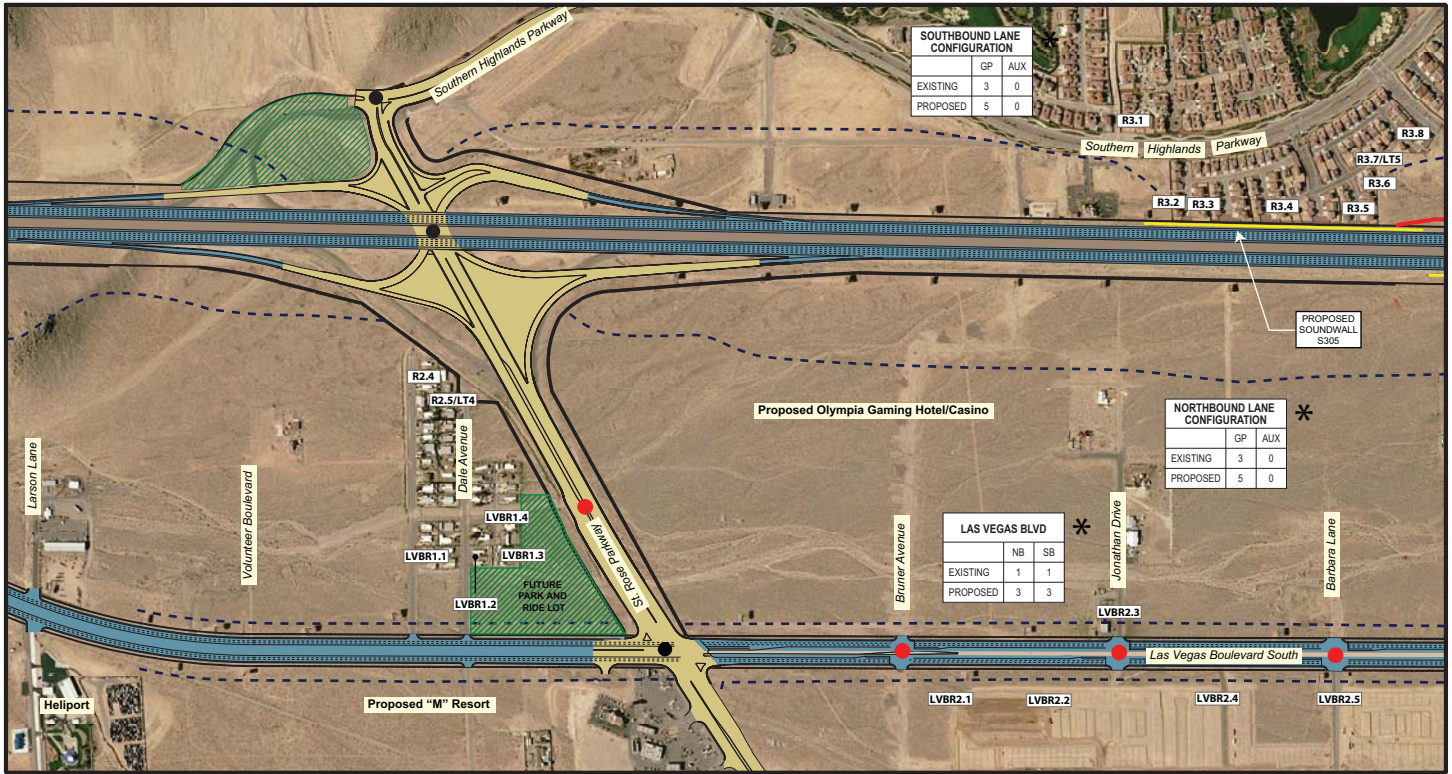 Southern Highlands Parkway
SOUTHBOUND LANE
CONFIGURATION
*
GP AUX
EXISTING 3 0
PROPOSED 5 0
R3.1
Southern Highlands Parkway
R3.8
R3.7/LT5
R3.6
R3.2
R3.3
R3.4
R3.5
PROPOSED
SOUNDWALL
S305
R2.4
R2.5/LT4
Proposed Olympia Gaming Hotel/Casino
NORTHBOUND LANE
CONFIGURATION
*
GP AUX
EXISTING 3 0
PROPOSED 5 0
Larson Lane
Volunteer Boulevard
Dale Avenue
LVBR1.4
LVBR1.1
LVBR1.3
LVBR1.2
FUTURE
PARK AND
RIDE LOT
St. Rose Parkway
LAS VEGAS BLVD
*
NB SB
EXISTING 1 1
PROPOSED 3 3
Bruner Avenue
Jonathan Drive
Barbara Lane
LVBR2.3
Las Vegas Boulevard South
Heliport
Proposed “M” Resort
LVBR2.1
LVBR2.2
LVBR2.4
LVBR2.5